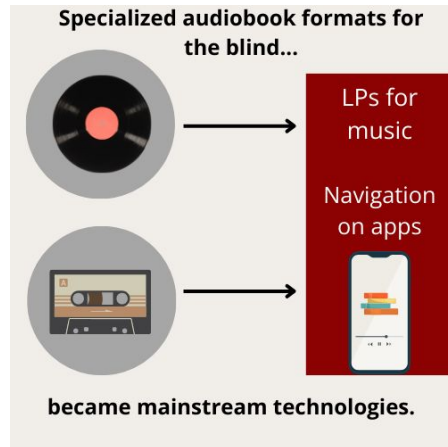 Specialized audiobook formats for
the blind...
LPs for
music
Navigation
on apps
A
became mainstream technologies.